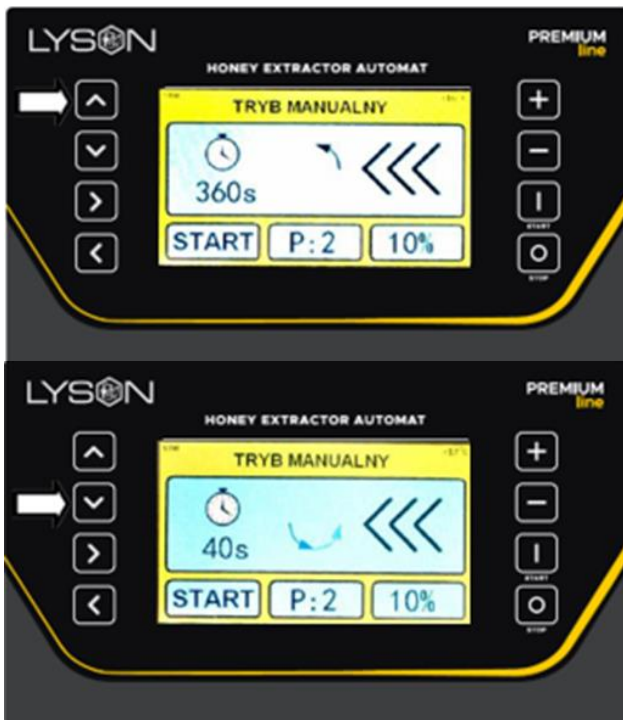 LYSON
PREMIUM
line
HONEY EXTRACTOR AUTOMAT
TRYB MANUALNY
360s
START P:2 10%
START
STOP
LYSON
PREMIUM
line
HONEY EXTRACTOR AUTOMAT
TRYB MANUALNY
40s
START P:2 10%
START
STOP